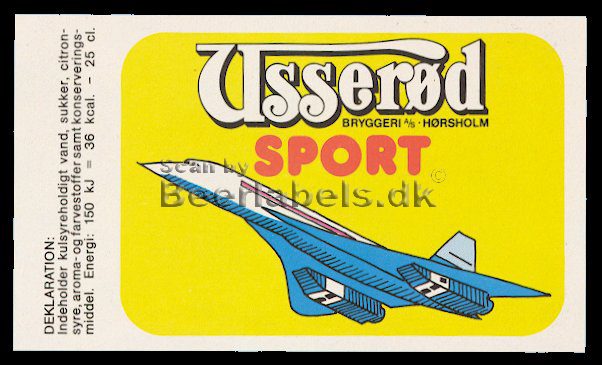 DEKLARATION:
Indeholder kulsyreholdigt vand, sukker, citron-
syre, aroma- og farvestoffer samt konserverings-
middel. Energi: 150 kJ = 36 kcal. – 25 cl.
Usserød
BRYGGERI A/S · HØRSHOLM
SPORT
Scan by
Beerlabels.dk ©
H
H